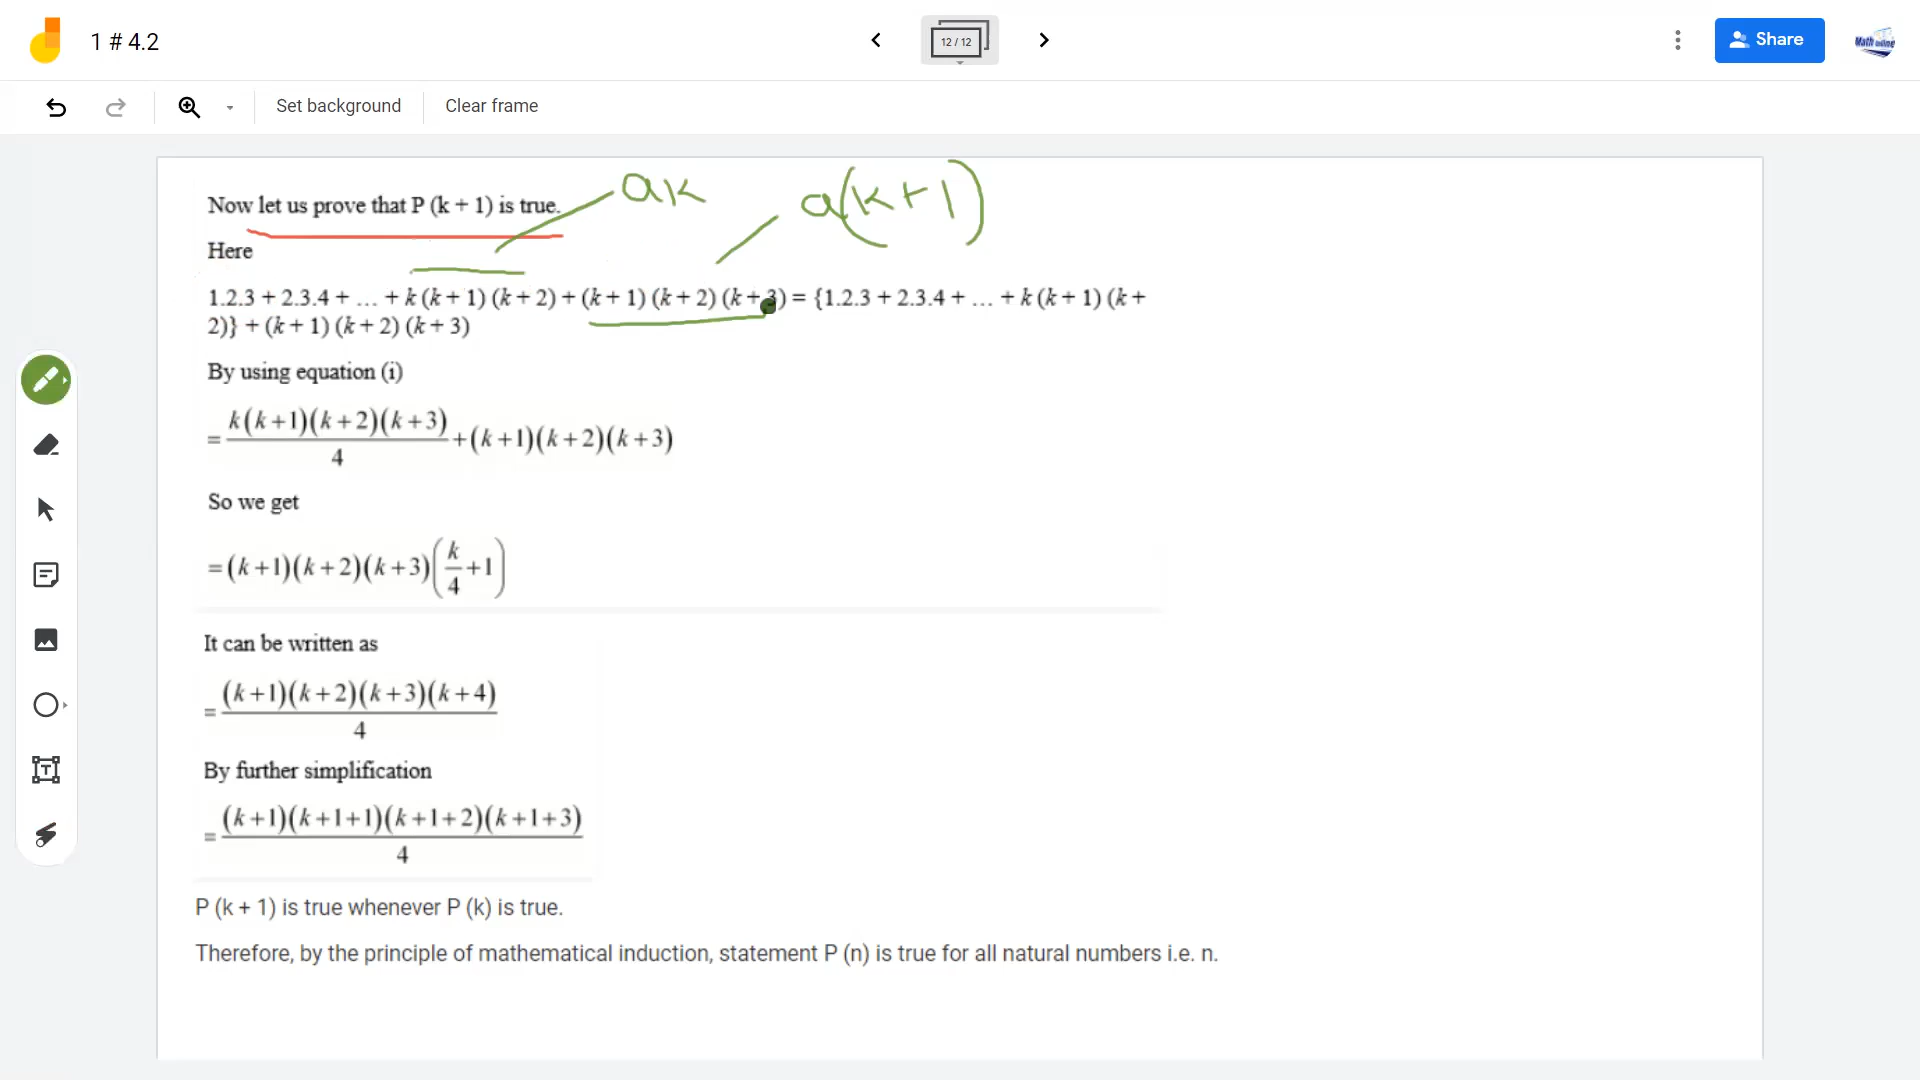 1 # 4.2
12 / 12
Share
Math online
Set background
Clear frame
ak
a(k+1)
Now let us prove that P (k + 1) is true.
Here
1.2.3 + 2.3.4 + … + k (k + 1) (k + 2) + (k + 1) (k + 2) (k + 3) = {1.2.3 + 2.3.4 + … + k (k + 1) (k +
2)} + (k + 1) (k + 2) (k + 3)
By using equation (i)
= k(k+1)(k+2)(k+3)/4 + (k+1)(k+2)(k+3)
So we get
= (k+1)(k+2)(k+3)(k/4 + 1)
It can be written as
= (k+1)(k+2)(k+3)(k+4)/4
By further simplification
= (k+1)(k+1+1)(k+1+2)(k+1+3)/4
P (k + 1) is true whenever P (k) is true.
Therefore, by the principle of mathematical induction, statement P (n) is true for all natural numbers i.e. n.